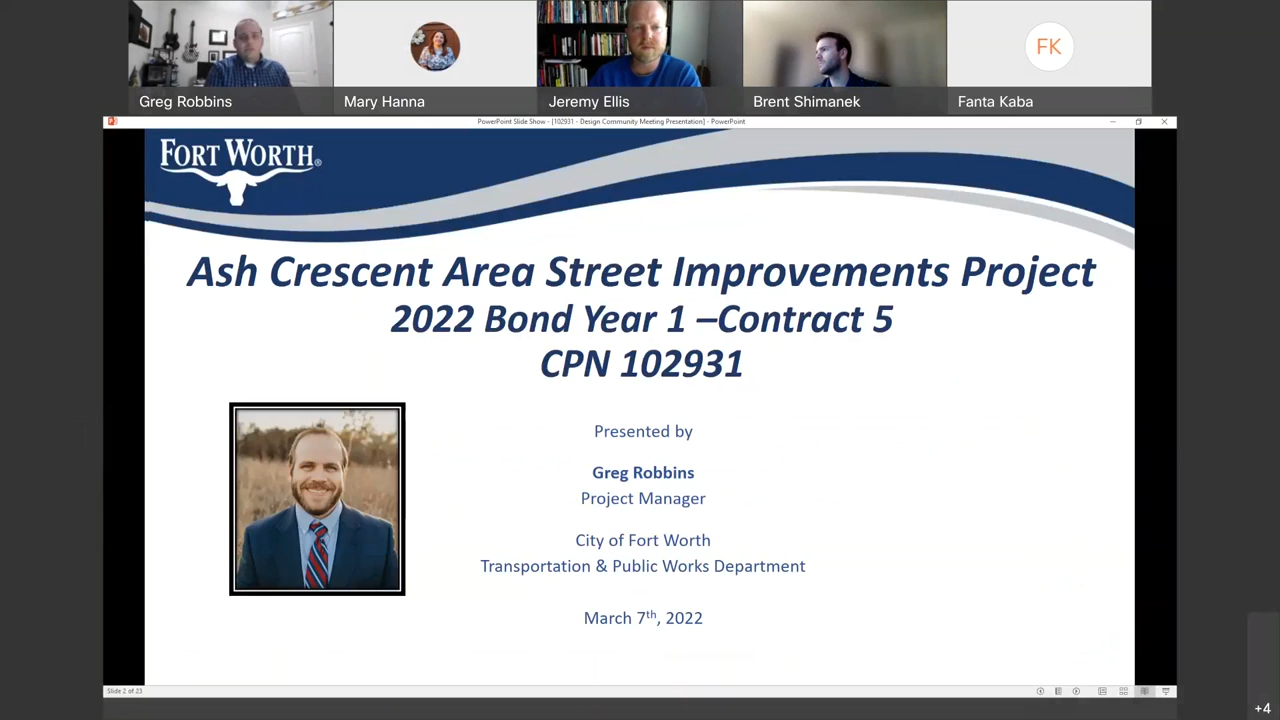 FK
Greg Robbins
Mary Hanna
Jeremy Ellis
Brent Shimanek
Fanta Kaba
PowerPoint Slide Show - [102931 - Design Community Meeting Presentation] - PowerPoint
FORT WORTH®
Ash Crescent Area Street Improvements Project
2022 Bond Year 1 –Contract 5
CPN 102931
Presented by
Greg Robbins
Project Manager
City of Fort Worth
Transportation & Public Works Department
March 7th, 2022
Slide 2 of 23
+4